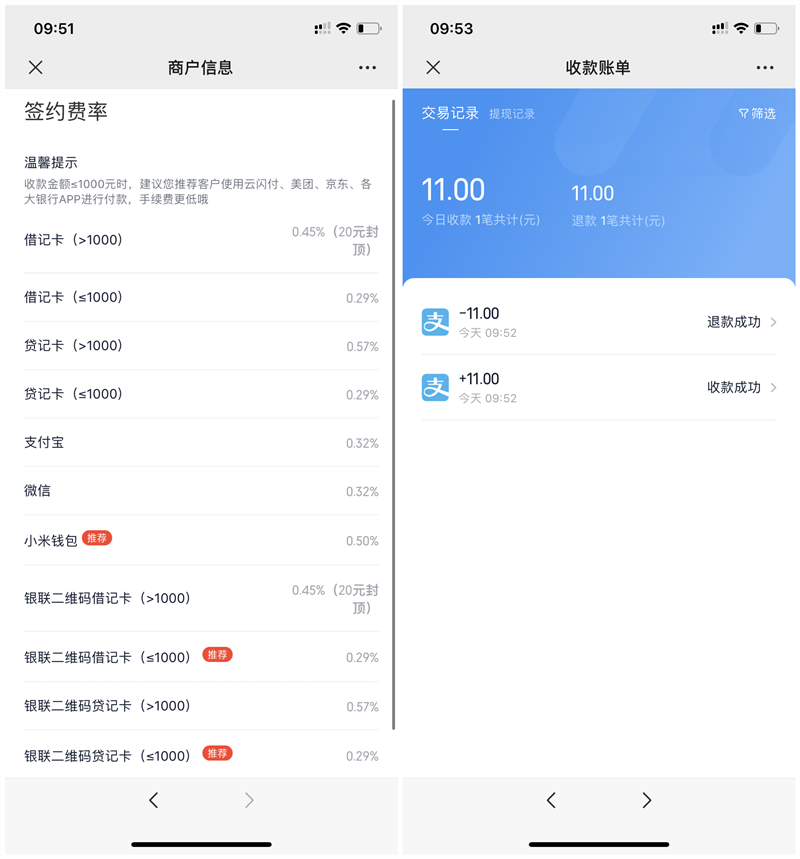 09:51
商户信息
签约费率
温馨提示
收款金额≤1000元时，建议您推荐客户使用云闪付、美团、京东、各
大银行APP进行付款，手续费更低哦
借记卡（>1000） 0.45%（20元封
顶）
借记卡（≤1000） 0.29%
贷记卡（>1000） 0.57%
贷记卡（≤1000） 0.29%
支付宝 0.32%
微信 0.32%
小米钱包 推荐 0.50%
银联二维码借记卡（>1000） 0.45%（20元封
顶）
银联二维码借记卡（≤1000） 推荐 0.29%
银联二维码贷记卡（>1000） 0.57%
银联二维码贷记卡（≤1000） 推荐 0.29%
09:53
收款账单
交易记录 提现记录 筛选
11.00 11.00
今日收款 1笔共计(元) 退款 1笔共计(元)
支 -11.00 退款成功
今天 09:52
支 +11.00 收款成功
今天 09:52